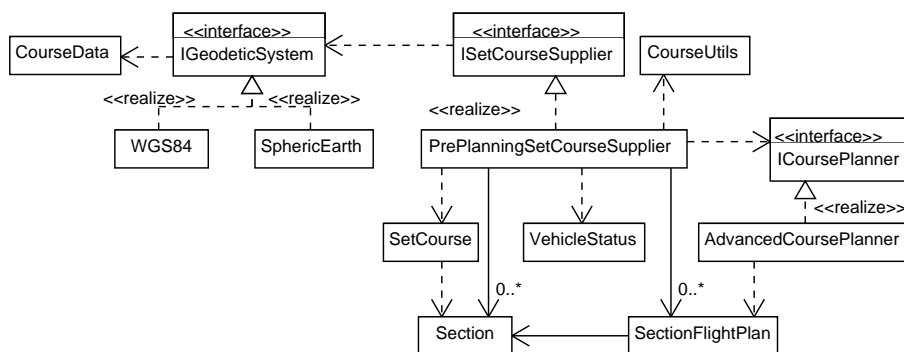 <<interface>>
IGeodeticSystem
<<interface>>
ISetCourseSupplier
CourseData
CourseUtils
<<realize>>
<<realize>>
<<realize>>
WGS84
SphericEarth
PrePlanningSetCourseSupplier
<<interface>>
ICoursePlanner
<<realize>>
SetCourse
VehicleStatus
AdvancedCoursePlanner
0..*
0..*
Section
SectionFlightPlan